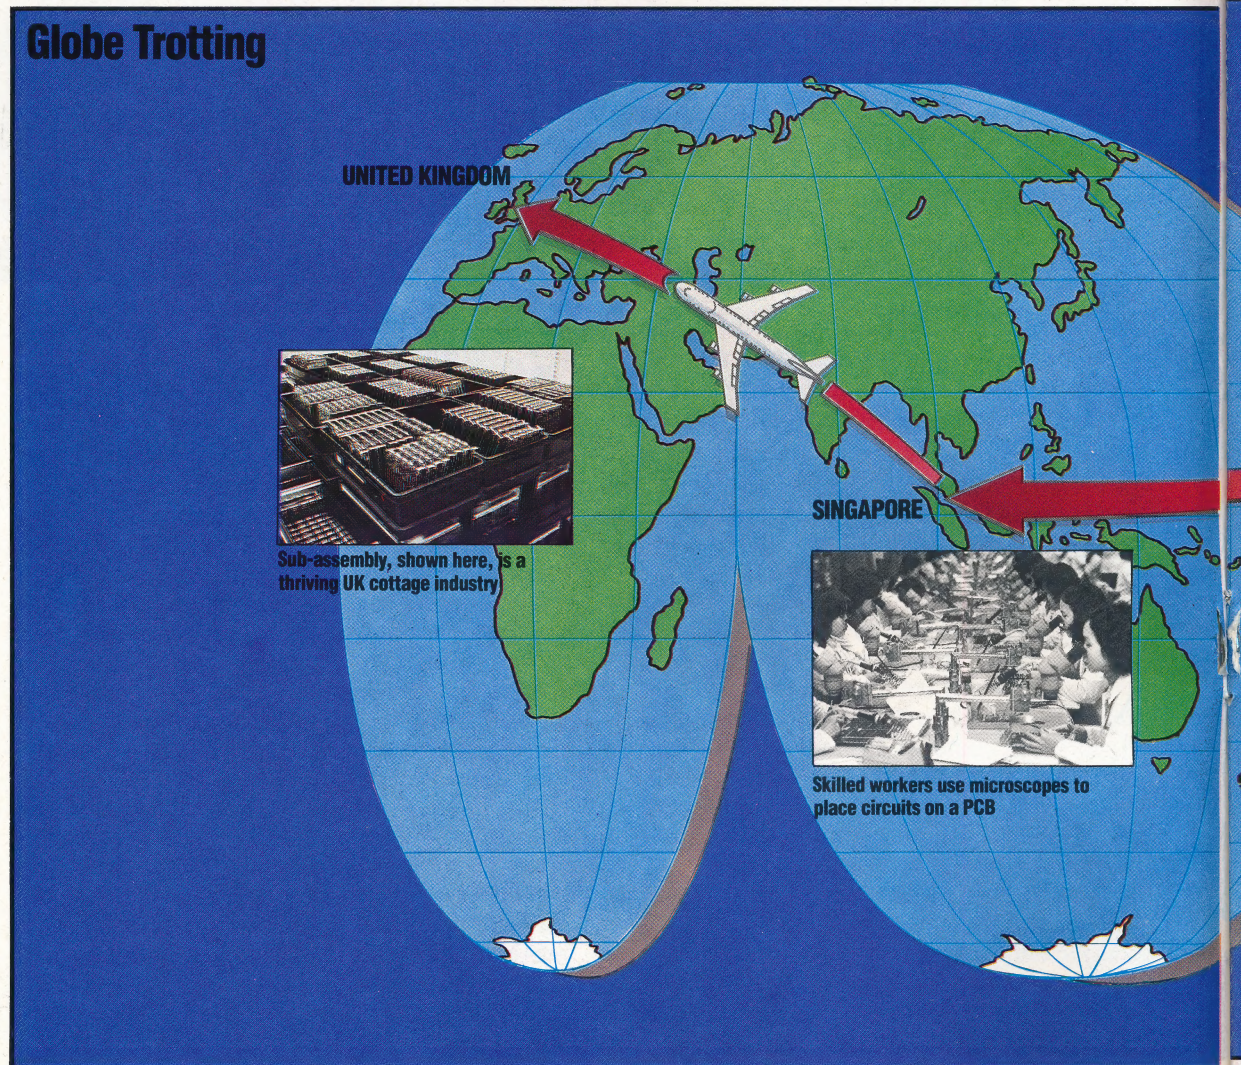 Globe Trotting
UNITED KINGDOM
Sub-assembly, shown here, is a
thriving UK cottage industry
SINGAPORE
Skilled workers use microscopes to
place circuits on a PCB